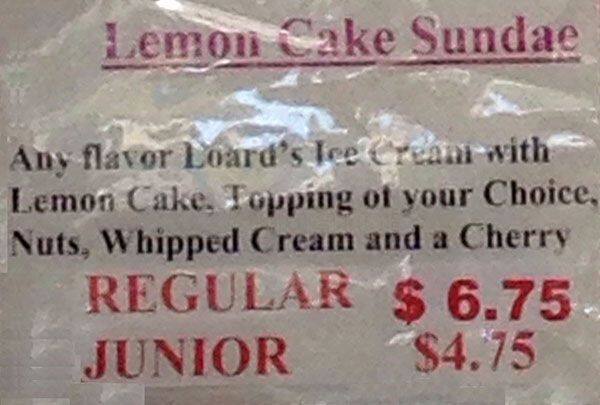 Lemon Cake Sundae
Any flavor Loard's Ice Cream with
Lemon Cake, Topping of your Choice,
Nuts, Whipped Cream and a Cherry
REGULAR $ 6.75
JUNIOR $4.75